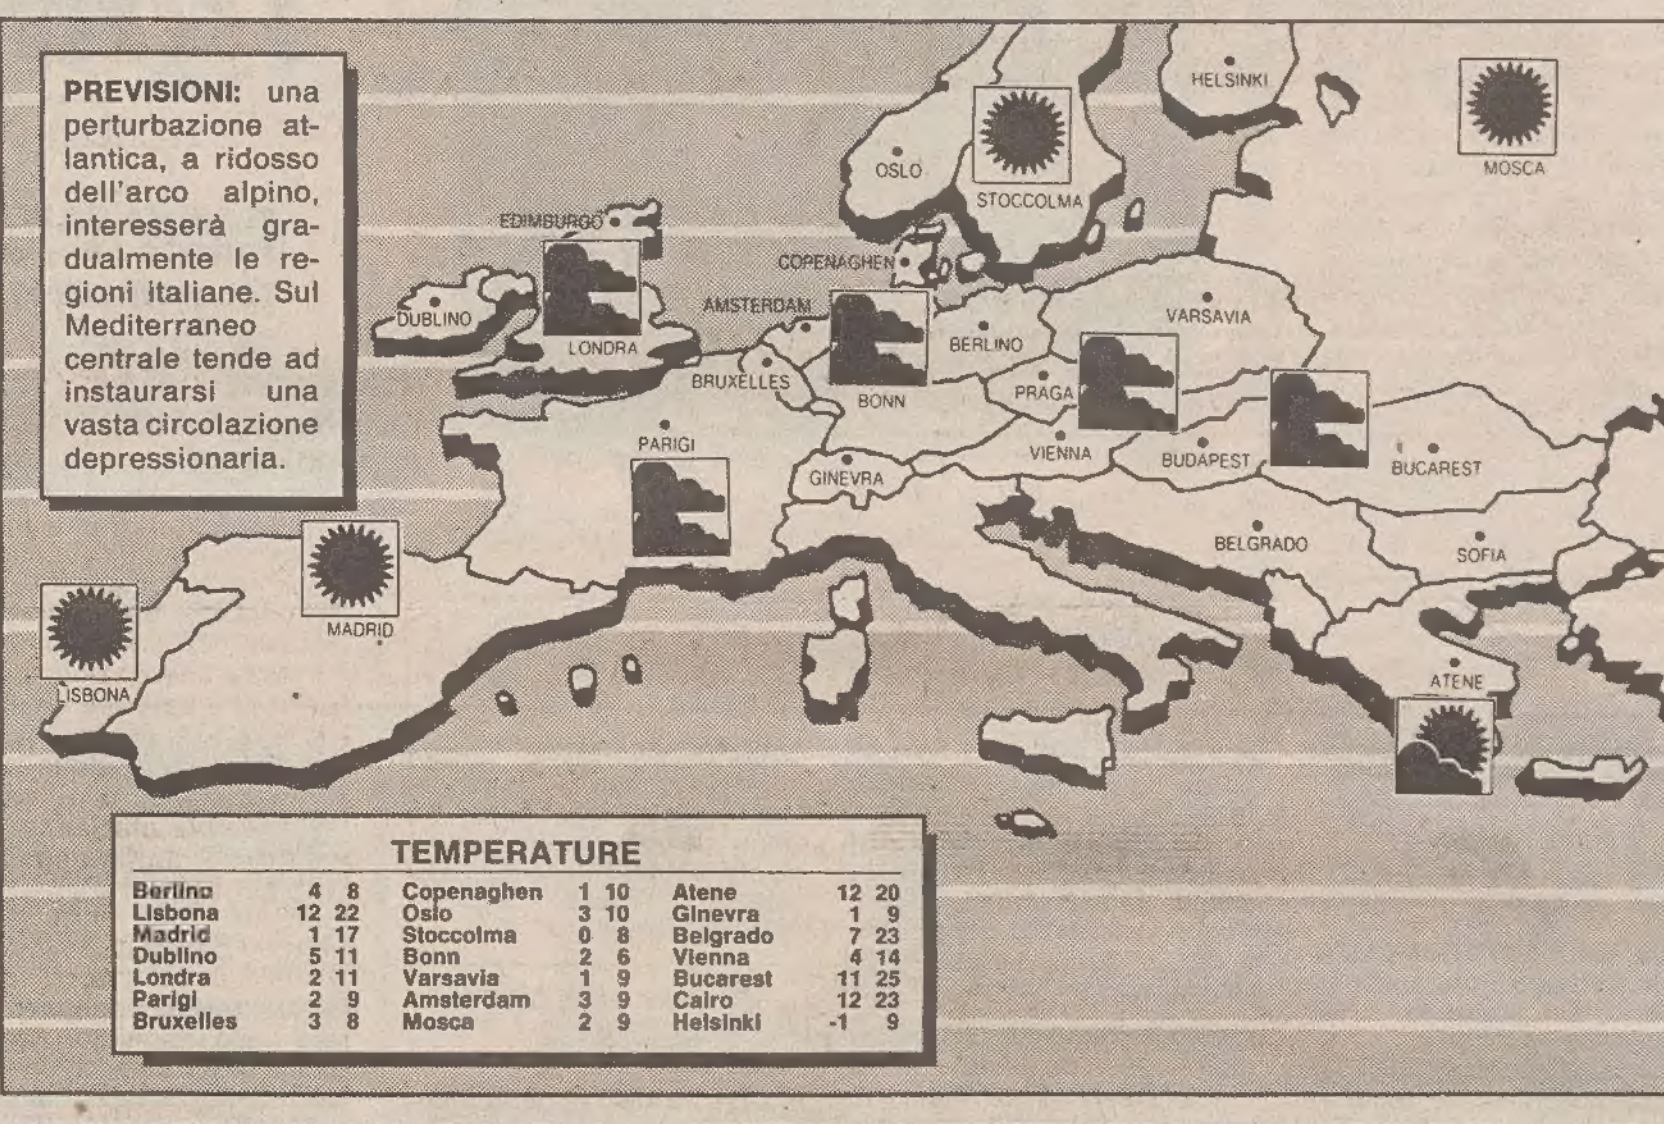 PREVISIONI: una
perturbazione at-
lantica, a ridosso
dell'arco alpino,
interesserà gra-
dualmente le re-
gioni italiane. Sul
Mediterraneo
centrale tende ad
instaurarsi una
vasta circolazione
depressionaria.
HELSINKI
MOSCA
OSLO
STOCCOLMA
EDIMBURGO
COPENAGHEN
DUBLINO
AMSTERDAM
VARSAVIA
LONDRA
BERLINO
BRUXELLES
BONN
PRAGA
PARIGI
VIENNA
BUDAPEST
BUCAREST
GINEVRA
BELGRADO
SOFIA
MADRID
LISBONA
ATENE
TEMPERATURE
Berlino 4 8 Copenaghen 1 10 Atene 12 20
Lisbona 12 22 Oslo 3 10 Ginevra 1 9
Madrid 1 17 Stoccolma 0 8 Belgrado 7 23
Dublino 5 11 Bonn 2 6 Vienna 4 14
Londra 2 11 Varsavia 1 9 Bucarest 11 25
Parigi 2 9 Amsterdam 3 9 Cairo 12 23
Bruxelles 3 8 Mosca 2 9 Helsinki -1 9